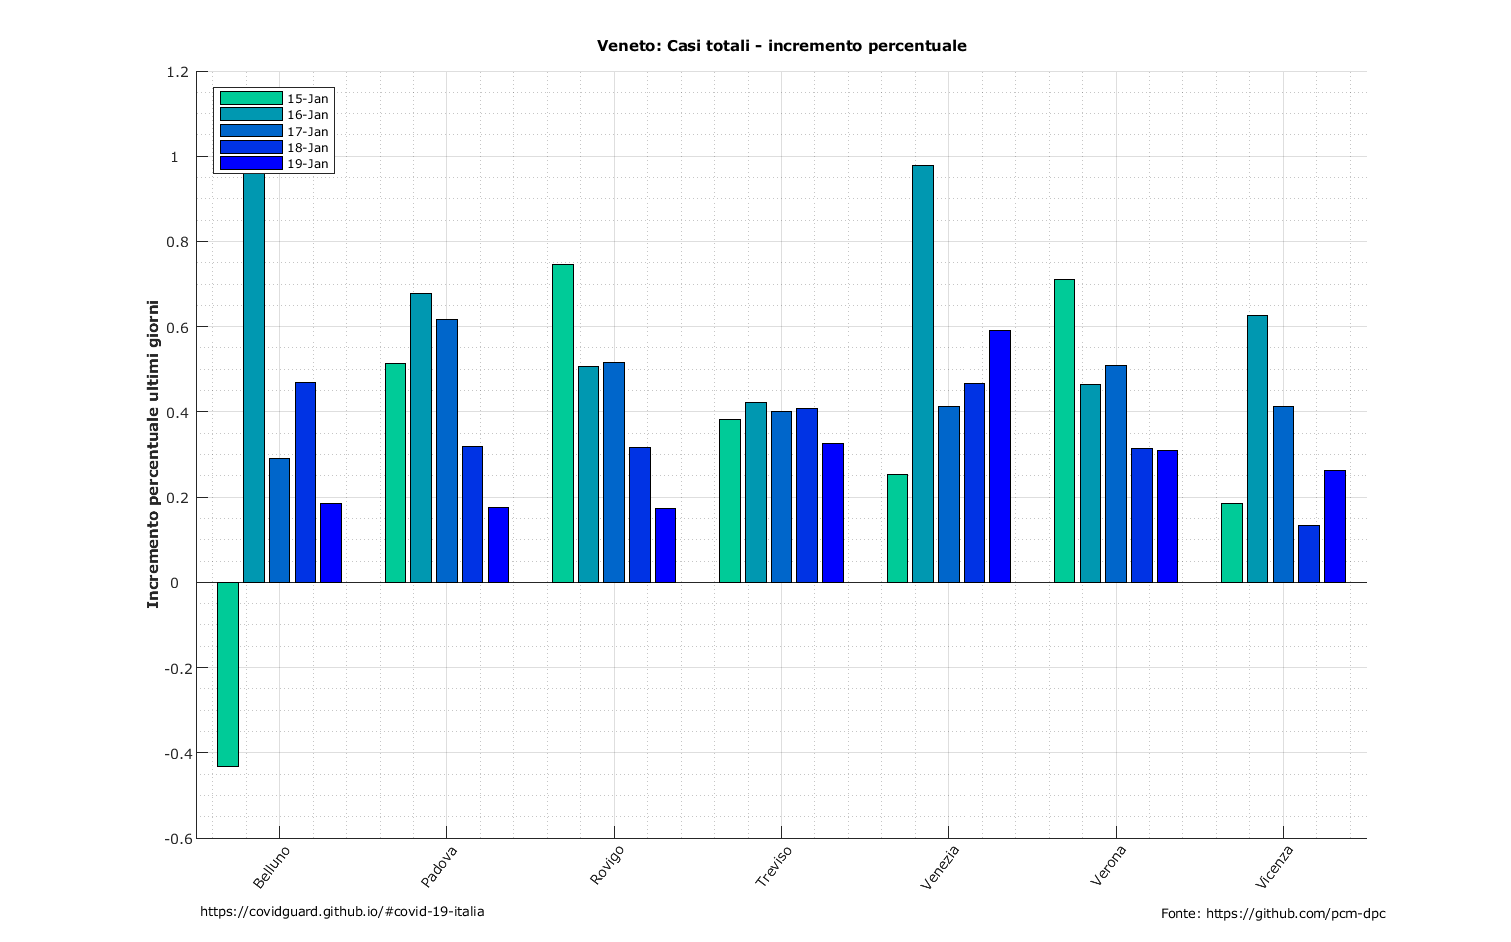 Veneto: Casi totali - incremento percentuale
Incremento percentuale ultimi giorni
1.2
1
0.8
0.6
0.4
0.2
0
-0.2
-0.4
-0.6
15-Jan
16-Jan
17-Jan
18-Jan
19-Jan
Belluno
Padova
Rovigo
Treviso
Venezia
Verona
Vicenza
https://covidguard.github.io/#covid-19-italia
Fonte: https://github.com/pcm-dpc